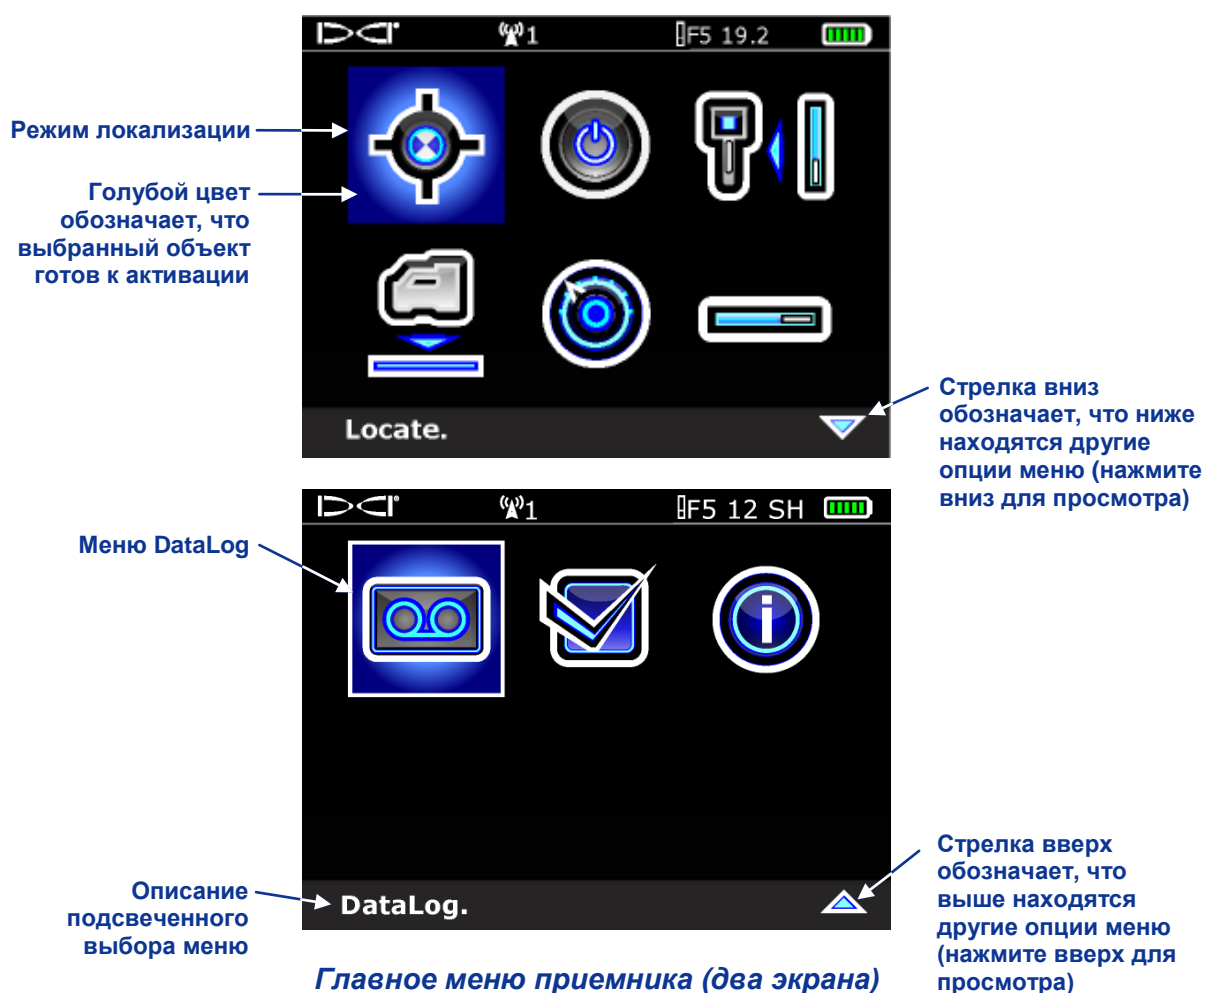 DCI
1
F5 19.2
Режим локализации
Голубой цвет
обозначает, что
выбранный объект
готов к активации
Locate.
Стрелка вниз
обозначает, что ниже
находятся другие
опции меню (нажмите
вниз для просмотра)
DCI
1
F5 12 SH
Меню DataLog
i
Описание
подсвеченного
выбора меню
DataLog.
Стрелка вверх
обозначает, что
выше находятся
другие опции меню
(нажмите вверх для
просмотра)
Главное меню приемника (два экрана)